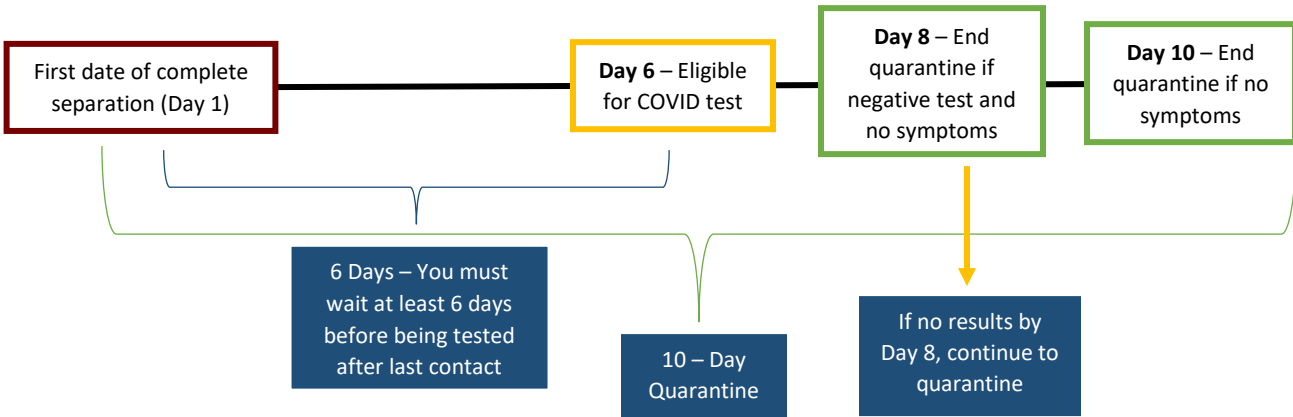 First date of complete
separation (Day 1)
Day 6 – Eligible
for COVID test
Day 8 – End
quarantine if
negative test and
no symptoms
Day 10 – End
quarantine if no
symptoms
6 Days – You must
wait at least 6 days
before being tested
after last contact
10 – Day
Quarantine
If no results by
Day 8, continue to
quarantine